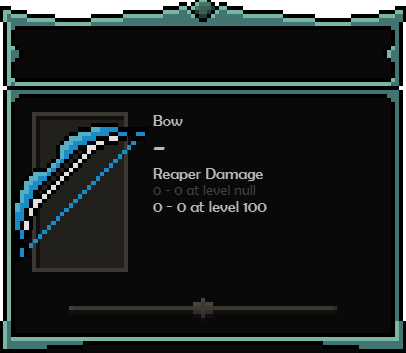 Bow
–
Reaper Damage
0 - 0 at level null
0 - 0 at level 100